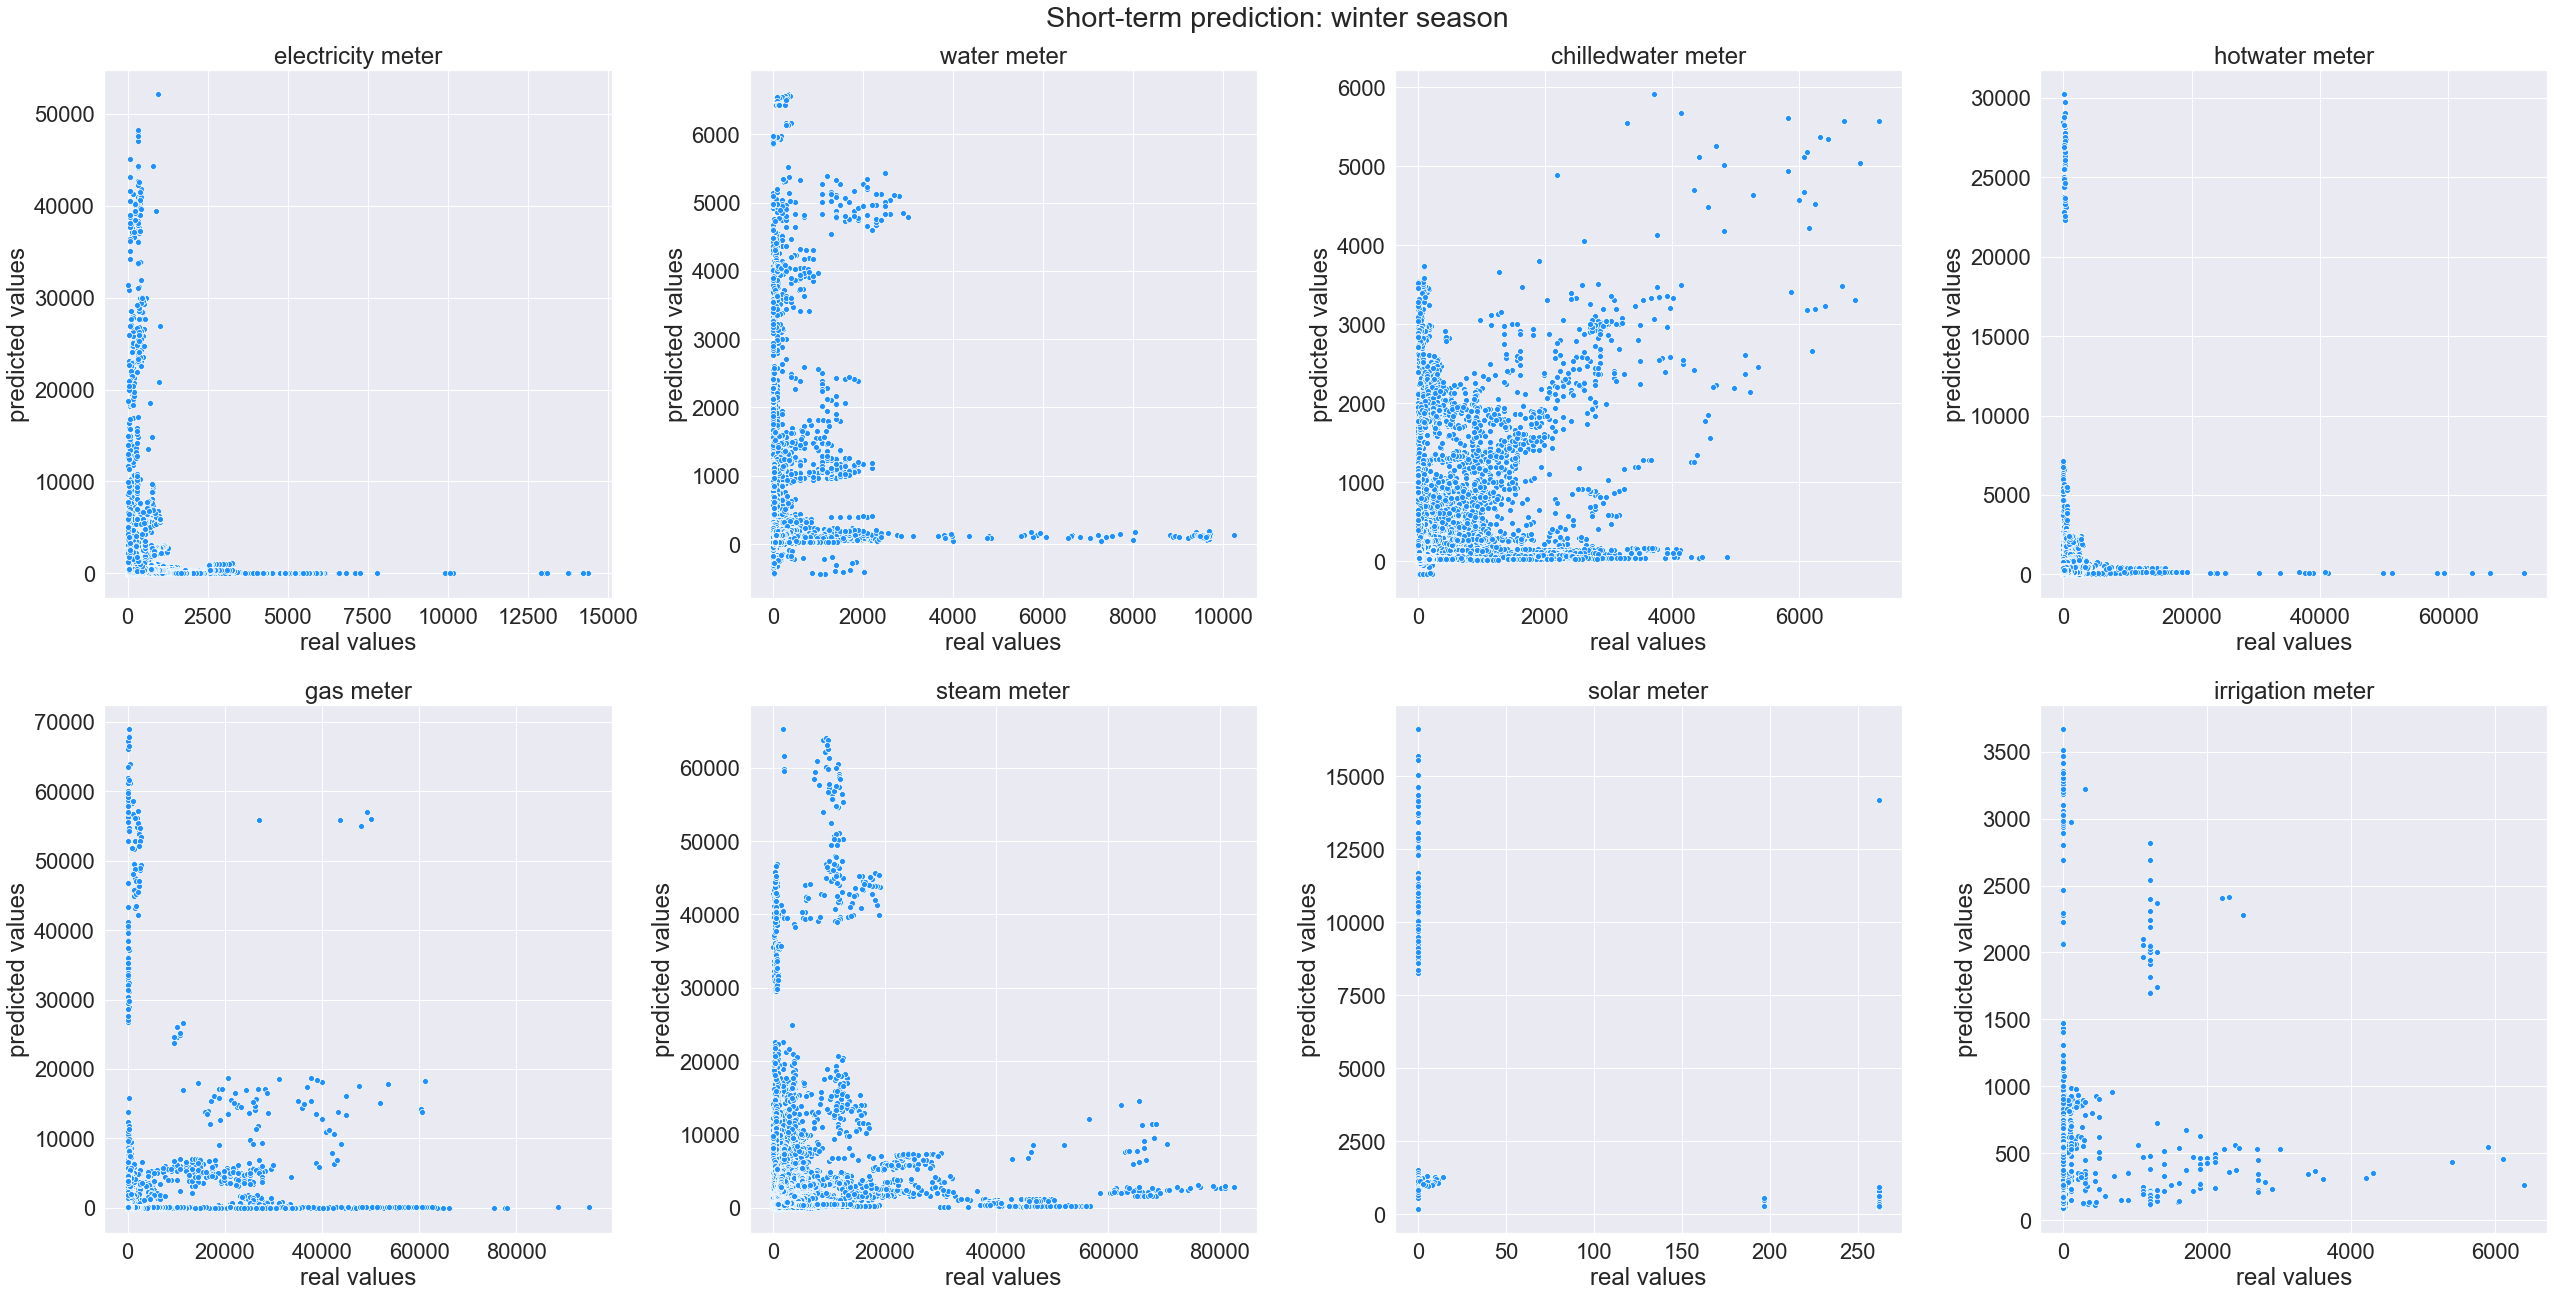 Short-term prediction: winter season
electricity meter
water meter
chilledwater meter
hotwater meter
predicted values
50000
40000
30000
20000
10000
0
0 2500 5000 7500 10000 12500 15000
real values
predicted values
6000
5000
4000
3000
2000
1000
0
0 2000 4000 6000 8000 10000
real values
predicted values
6000
5000
4000
3000
2000
1000
0
0 2000 4000 6000
real values
predicted values
30000
25000
20000
15000
10000
5000
0
0 20000 40000 60000
real values
gas meter
steam meter
solar meter
irrigation meter
predicted values
70000
60000
50000
40000
30000
20000
10000
0
0 20000 40000 60000 80000
real values
predicted values
60000
50000
40000
30000
20000
10000
0
0 20000 40000 60000 80000
real values
predicted values
15000
12500
10000
7500
5000
2500
0
0 50 100 150 200 250
real values
predicted values
3500
3000
2500
2000
1500
1000
500
0
0 2000 4000 6000
real values